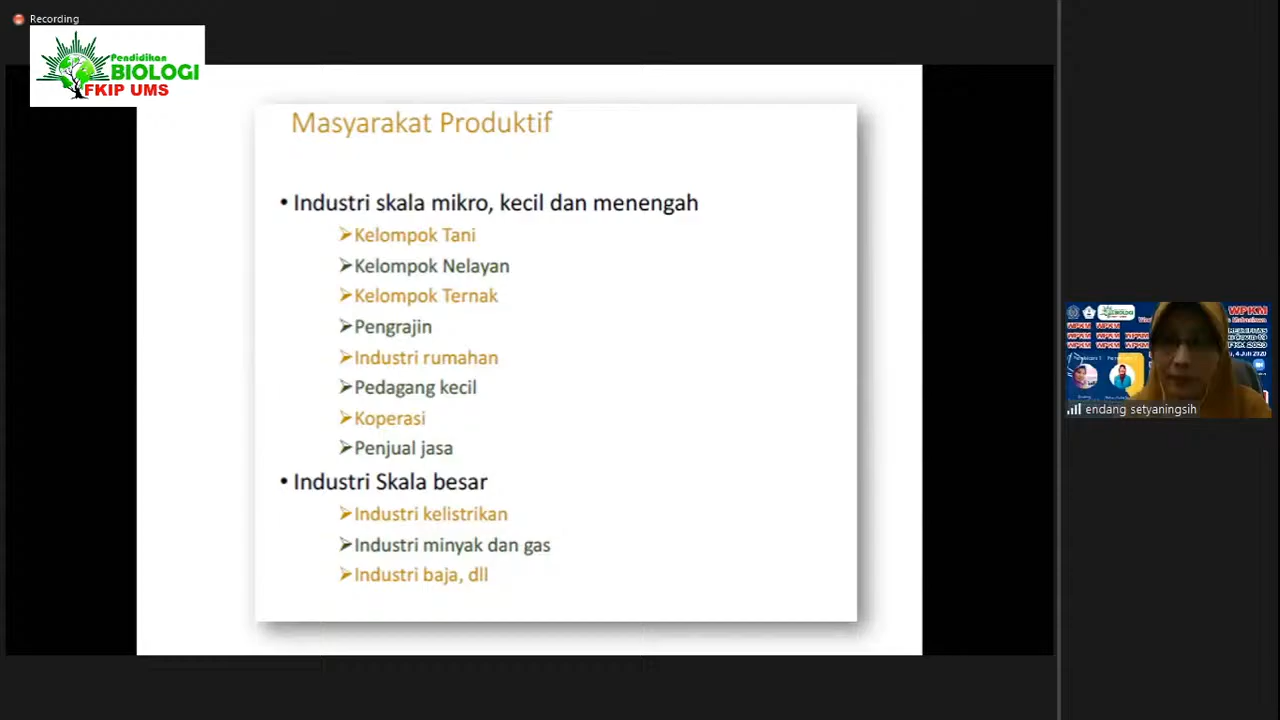 Recording
Pendidikan
BIOLOGI
FKIP UMS
Masyarakat Produktif
• Industri skala mikro, kecil dan menengah
➢Kelompok Tani
➢Kelompok Nelayan
➢Kelompok Ternak
➢Pengrajin
➢Industri rumahan
➢Pedagang kecil
➢Koperasi
➢Penjual jasa
• Industri Skala besar
➢Industri kelistrikan
➢Industri minyak dan gas
➢Industri baja, dll
WPKM
endang setyaningsih